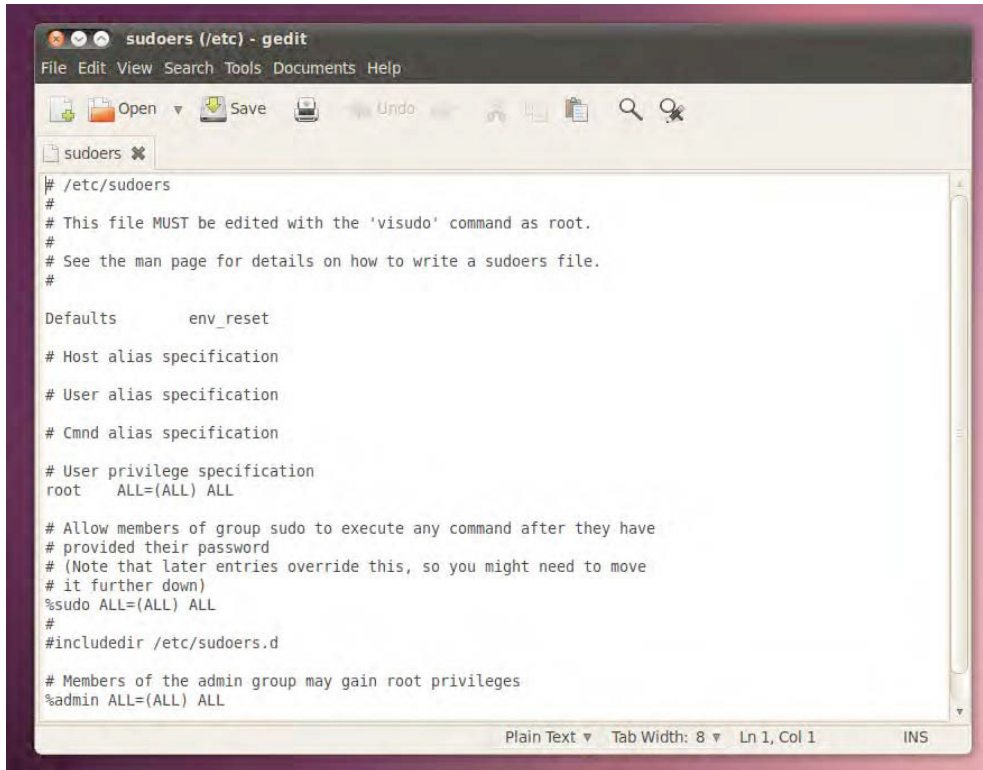 sudoers (/etc) - gedit
File Edit View Search Tools Documents Help
Open Save Undo
sudoers
# /etc/sudoers
#
# This file MUST be edited with the 'visudo' command as root.
#
# See the man page for details on how to write a sudoers file.
#
Defaults env_reset
# Host alias specification
# User alias specification
# Cmnd alias specification
# User privilege specification
root ALL=(ALL) ALL
# Allow members of group sudo to execute any command after they have
# provided their password
# (Note that later entries override this, so you might need to move
# it further down)
%sudo ALL=(ALL) ALL
#
#includedir /etc/sudoers.d
# Members of the admin group may gain root privileges
%admin ALL=(ALL) ALL
Plain Text Tab Width: 8 Ln 1, Col 1 INS